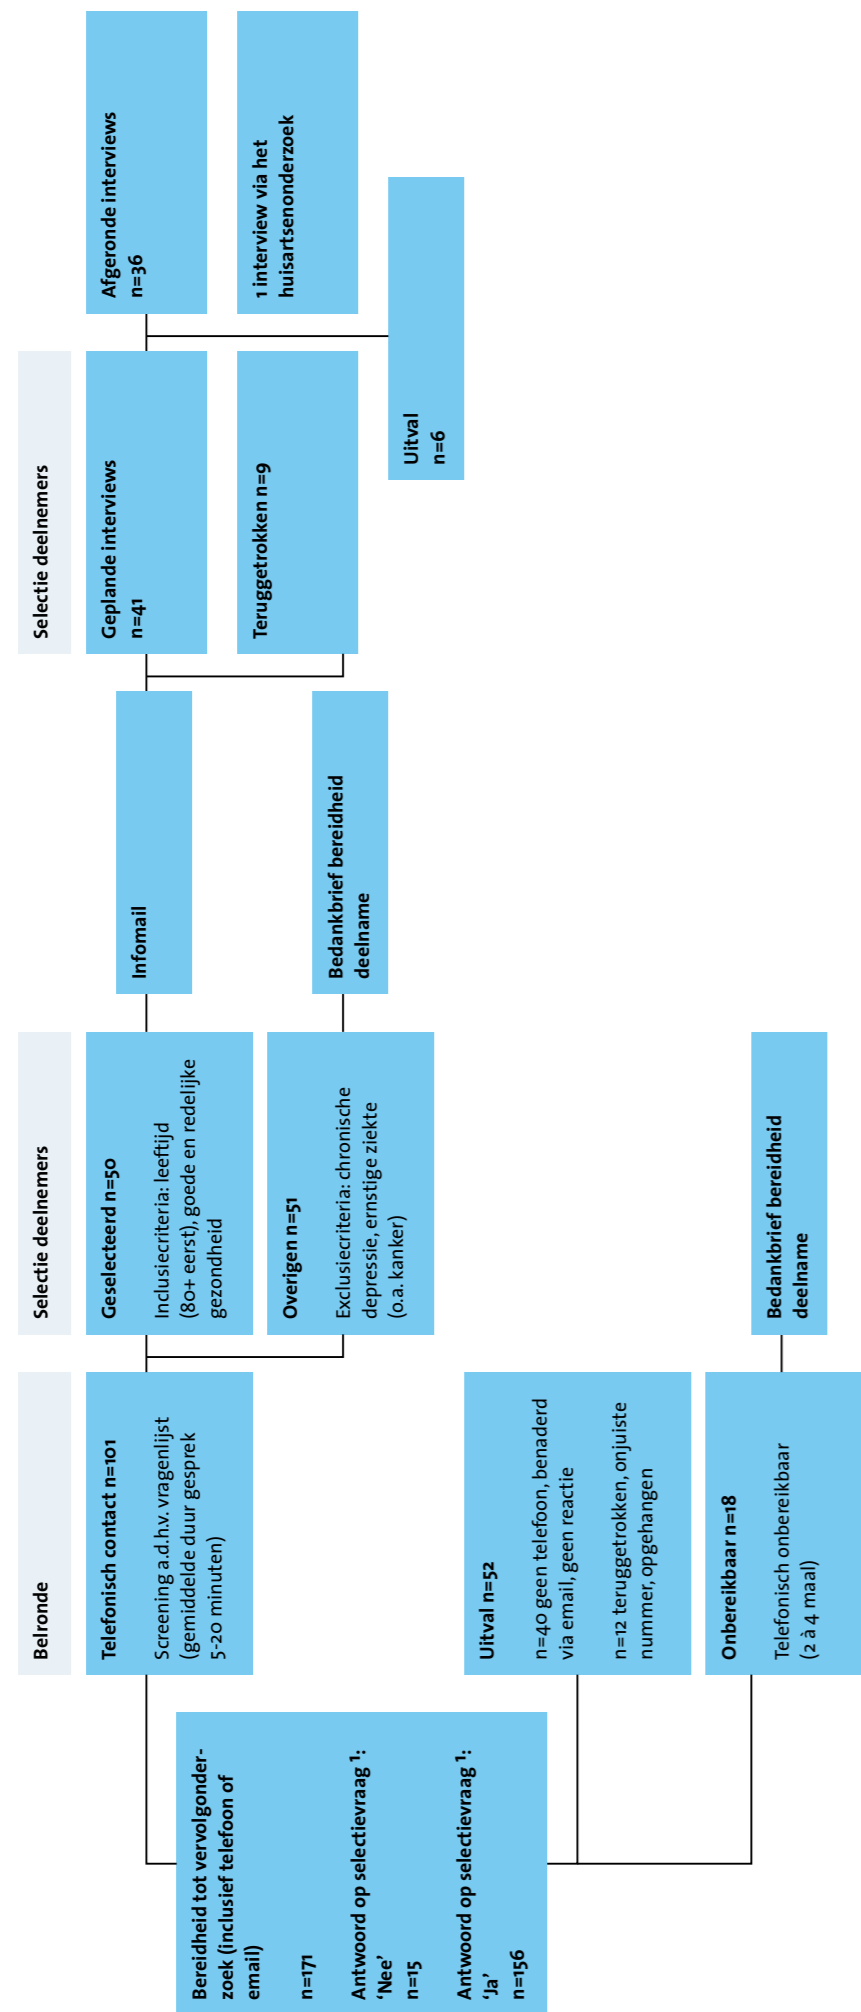 Bereidheid tot vervolgonder-
zoek (inclusief telefoon of
email)
n=171
Antwoord op selectievraag ¹:
‘Nee’
n=15
Antwoord op selectievraag ¹:
‘Ja’
n=156
Belronde
Telefonisch contact n=101
Screening a.d.h.v. vragenlijst
(gemiddelde duur gesprek
5-20 minuten)
Uitval n=52
n=40 geen telefoon, benaderd
via email, geen reactie
n=12 teruggetrokken, onjuiste
nummer, opgehangen
Onbereikbaar n=18
Telefonisch onbereikbaar
(2 à 4 maal)
Selectie deelnemers
Geselecteerd n=50
Inclusiecriteria: leeftijd
(80+ eerst), goede en redelijke
gezondheid
Overigen n=51
Exclusiecriteria: chronische
depressie, ernstige ziekte
(o.a. kanker)
Bedankbrief bereidheid
deelname
Infomail
Bedankbrief bereidheid
deelname
Selectie deelnemers
Geplande interviews
n=41
Teruggetrokken n=9
Uitval
n=6
Afgeronde interviews
n=36
1 interview via het
huisartsenonderzoek